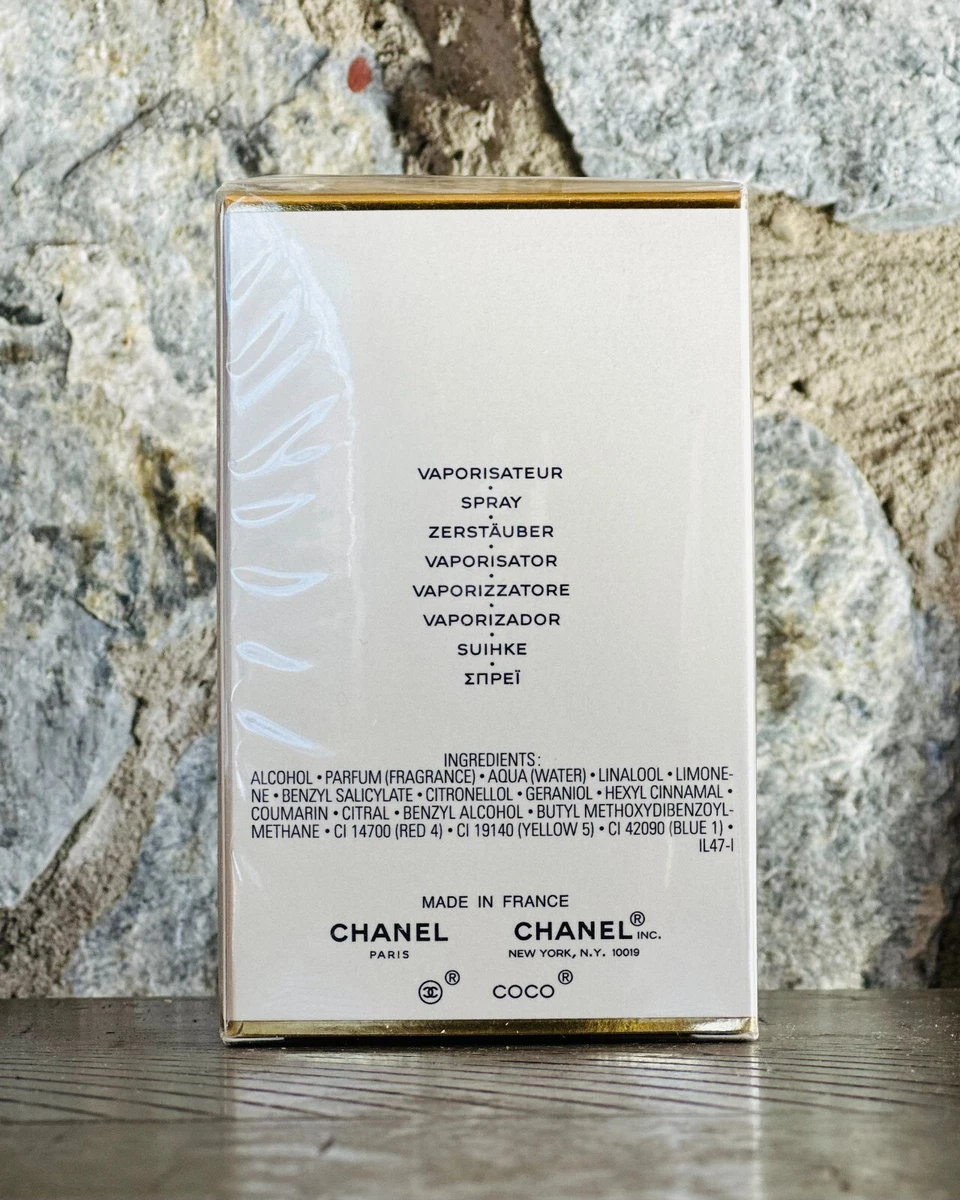 VAPORISATEUR
•
SPRAY
•
ZERSTÄUBER
•
VAPORISATOR
•
VAPORIZZATORE
•
VAPORIZADOR
•
SUIHKE
•
ΣΠΡΕΪ
INGREDIENTS:
ALCOHOL • PARFUM (FRAGRANCE) • AQUA (WATER) • LINALOOL • LIMONE-
NE • BENZYL SALICYLATE • CITRONELLOL • GERANIOL • HEXYL CINNAMAL •
COUMARIN • CITRAL • BENZYL ALCOHOL • BUTYL METHOXYDIBENZOYL-
METHANE • CI 14700 (RED 4) • CI 19140 (YELLOW 5) • CI 42090 (BLUE 1) •
IL47-I
MADE IN FRANCE
CHANEL CHANEL® INC.
PARIS NEW YORK, N.Y. 10019
® COCO®